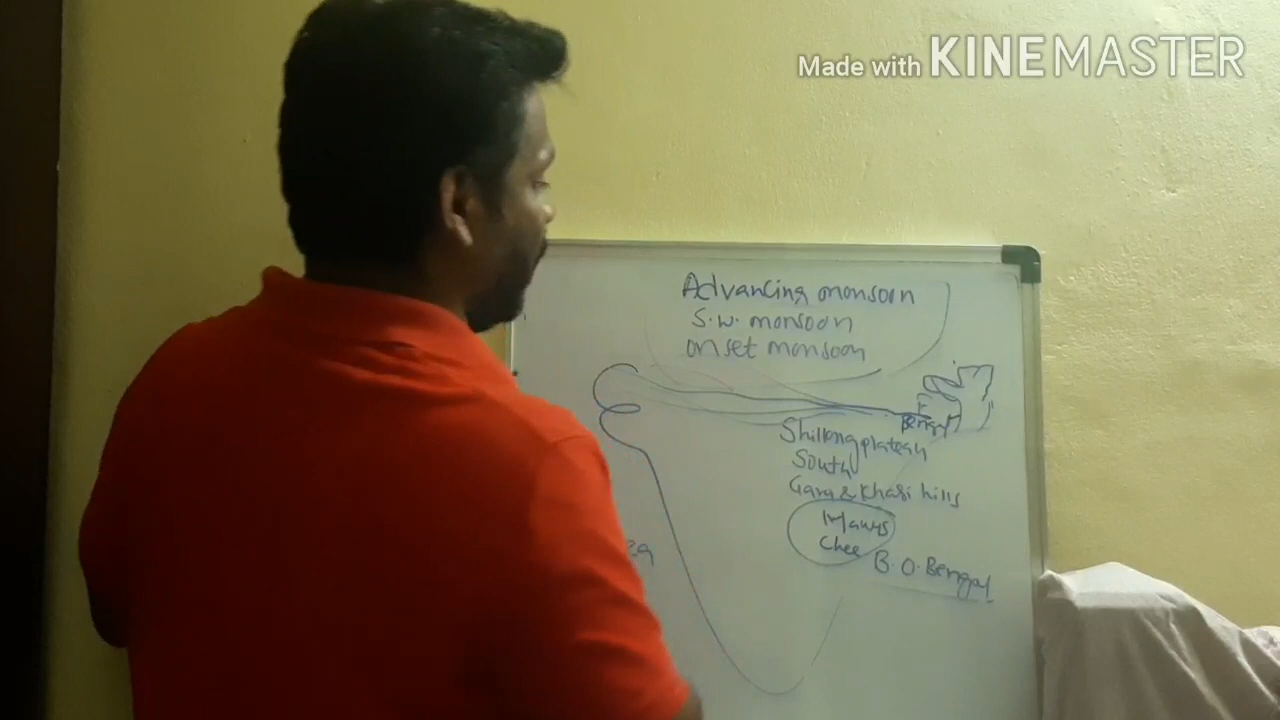 Made with KINEMASTER
Advancing monsoon
S.W. monsoon
onset monsoon
Bengal
Shillong plateau
South
Garo & Khasi hills
Maws
Chee
B.O. Bengal